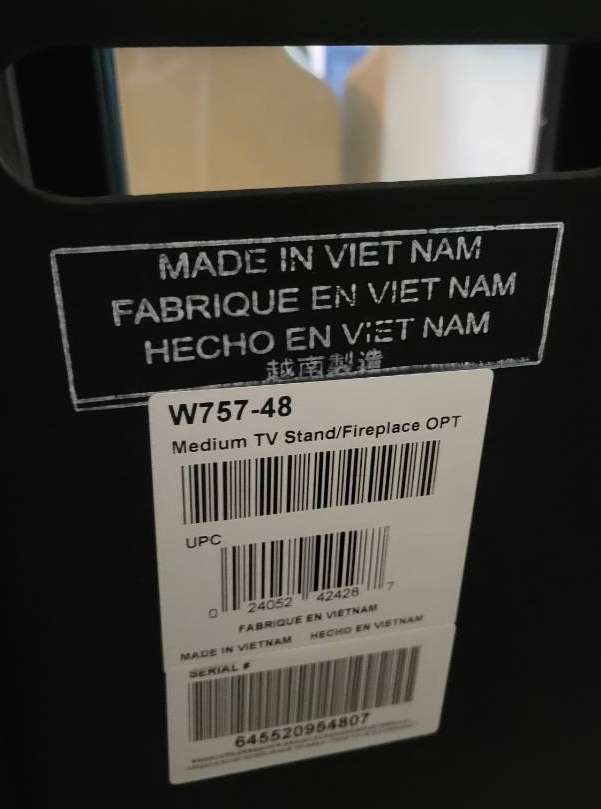 MADE IN VIET NAM
FABRIQUE EN VIET NAM
HECHO EN VIET NAM
越南製造
W757-48
Medium TV Stand/Fireplace OPT
UPC
0 24052 42428 7
FABRIQUE EN VIETNAM
MADE IN VIETNAM HECHO EN VIETNAM
SERIAL #
645520954807